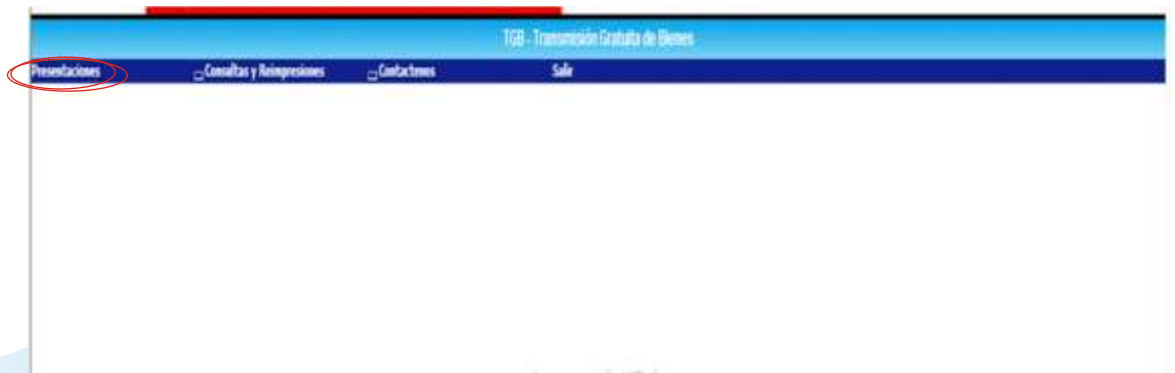 TGB - Transmisión Gratuita de Bienes
Presentaciones Consultas y Reimpresiones Contactenos Salir